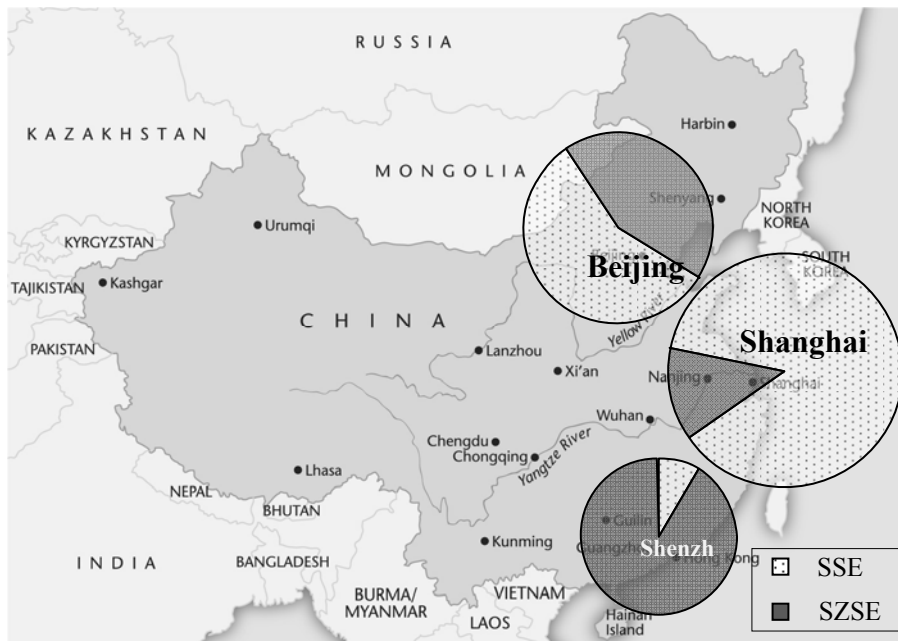 RUSSIA
KAZAKHSTAN
Harbin
MONGOLIA
Shenyang
NORTH
KOREA
Urumqi
KYRGYZSTAN
SOUTH
KOREA
Beijing
Kashgar
TAJIKISTAN
CHINA
Yellow River
Shanghai
PAKISTAN
Lanzhou
Xi'an
Nanjing
Shanghai
Wuhan
Chengdu
Chongqing
Yangtze River
Lhasa
NEPAL
BHUTAN
Guilin
Kunming
Shenzh
Hong Kong
INDIA
BANGLADESH
SSE
BURMA/
MYANMAR
VIETNAM
LAOS
Hainan
Island
SZSE